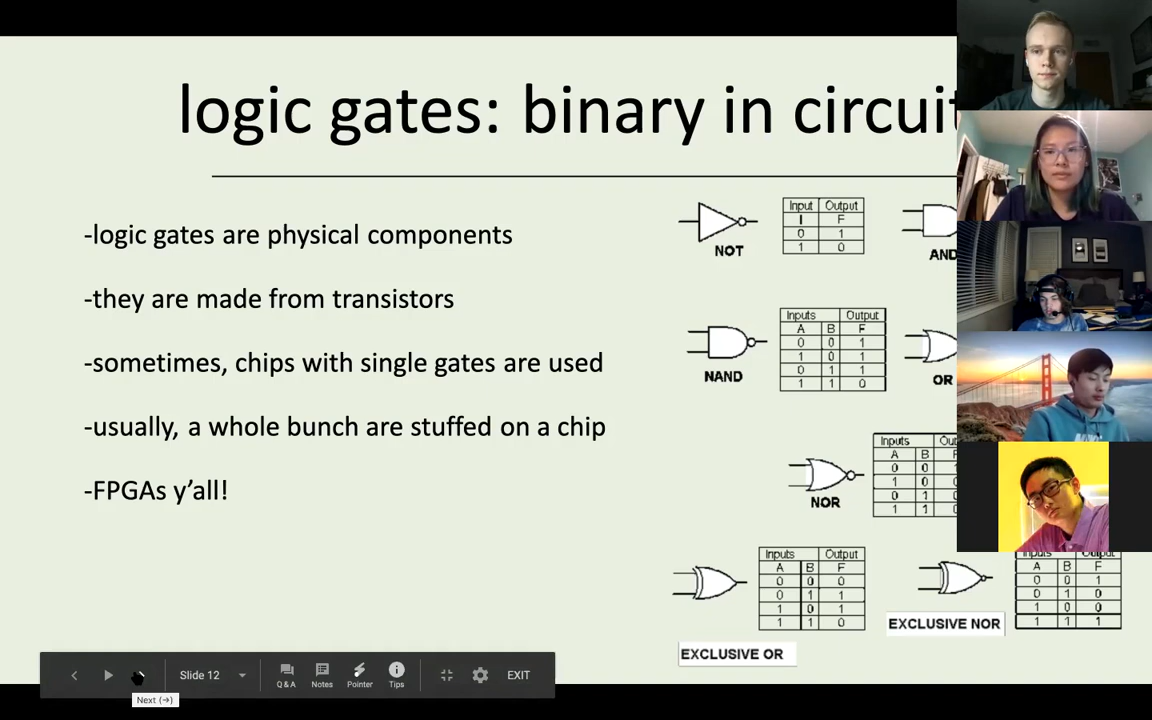 logic gates: binary in circuit
-logic gates are physical components
-they are made from transistors
-sometimes, chips with single gates are used
-usually, a whole bunch are stuffed on a chip
-FPGAs y’all!
Input Output
I F
0 1
1 0
NOT
AND
Inputs Output
A B F
0 0 1
1 0 1
0 1 1
1 1 0
NAND
OR
Inputs
A B
0 0
1 0
0 1
1 1
NOR
Inputs Output
A B F
0 0 0
0 1 1
1 0 1
1 1 0
EXCLUSIVE OR
Inputs Output
A B F
0 0 1
0 1 0
1 0 0
1 1 1
EXCLUSIVE NOR
Slide 12
Q & A
Notes
Pointer
Tips
EXIT
Next (→)